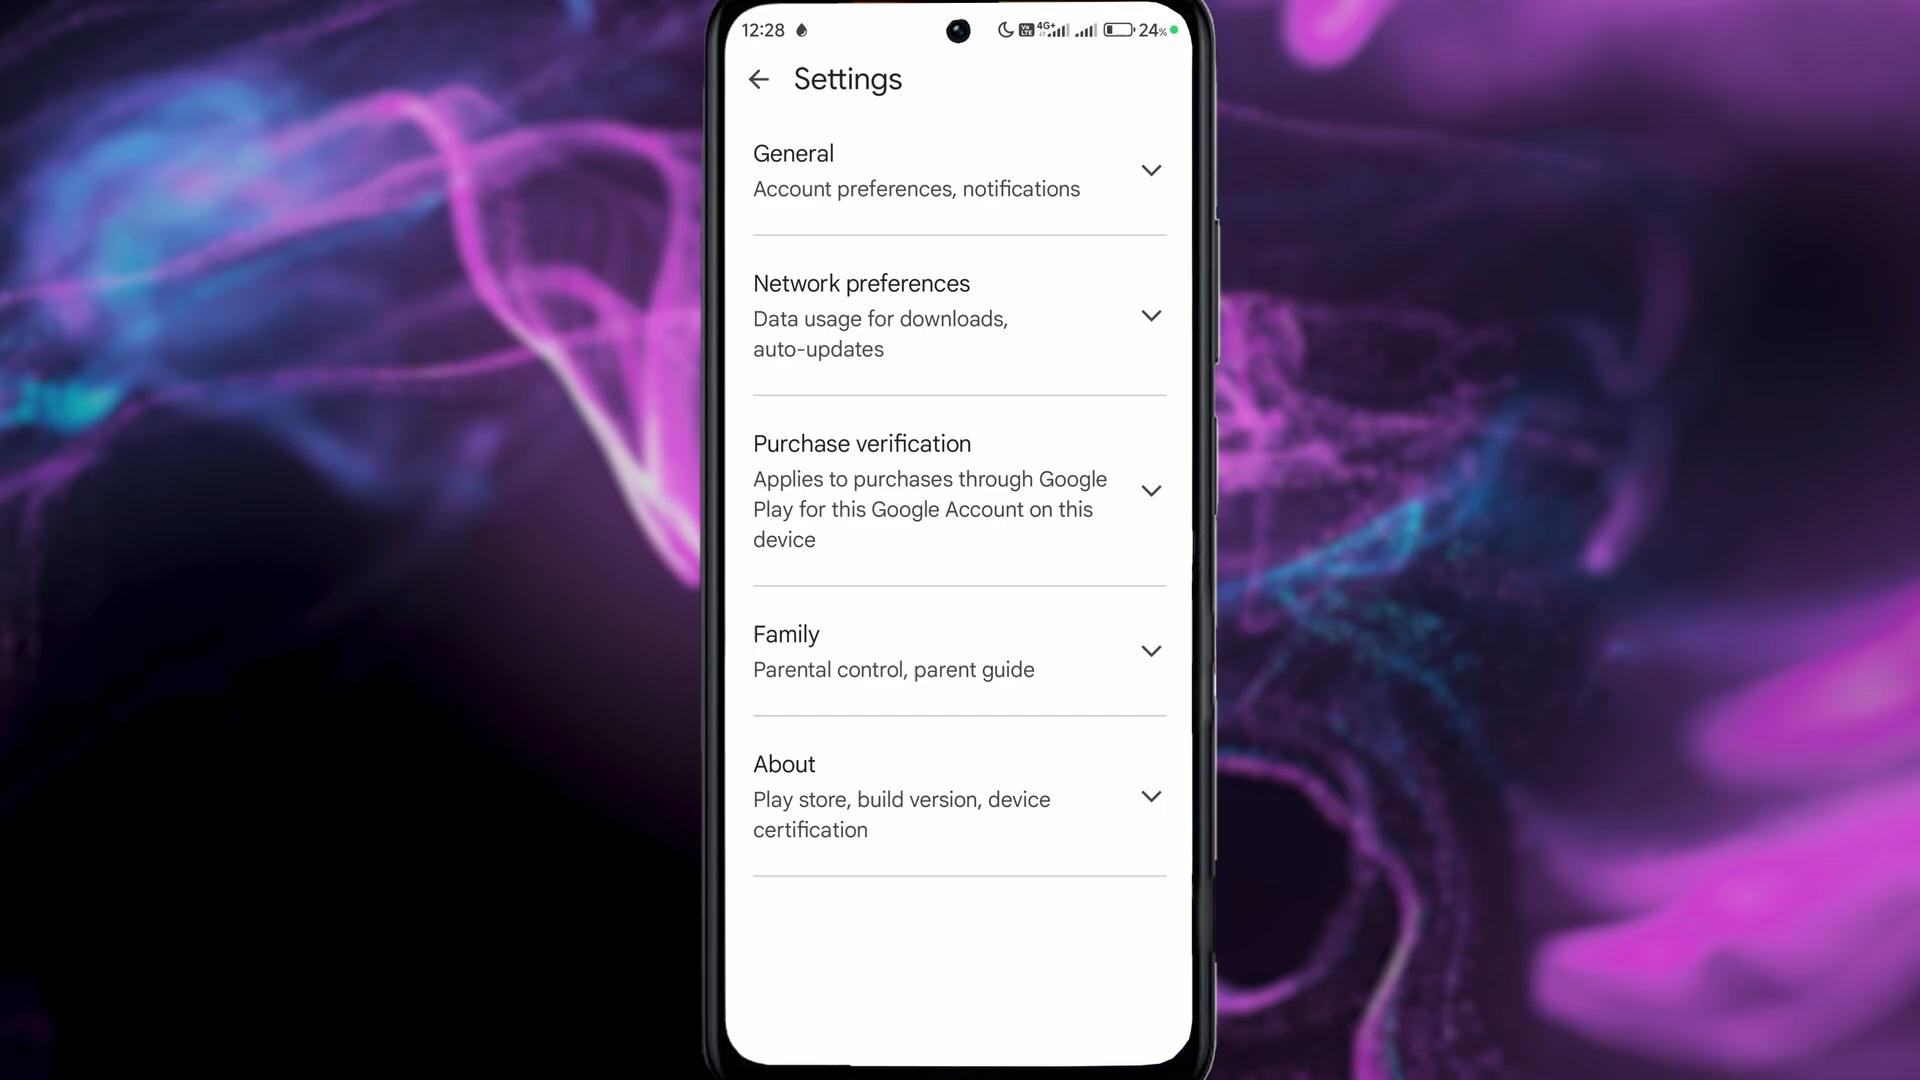 12:28 4G+ 24%
Settings
General
Account preferences, notifications
Network preferences
Data usage for downloads,
auto-updates
Purchase verification
Applies to purchases through Google
Play for this Google Account on this
device
Family
Parental control, parent guide
About
Play store, build version, device
certification